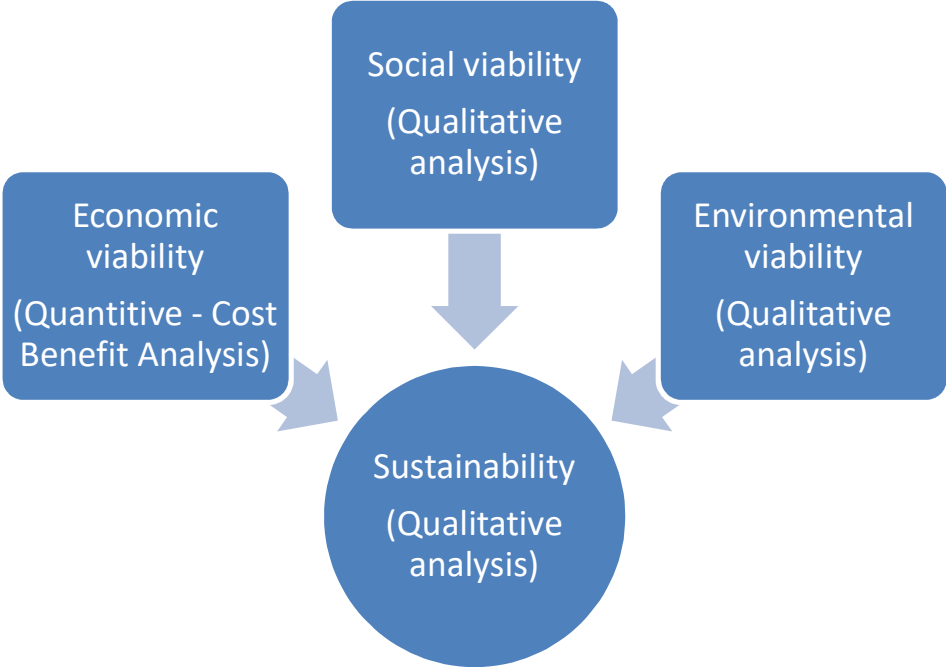 Social viability
(Qualitative
analysis)
Economic
viability
(Quantitive - Cost
Benefit Analysis)
Environmental
viability
(Qualitative
analysis)
Sustainability
(Qualitative
analysis)